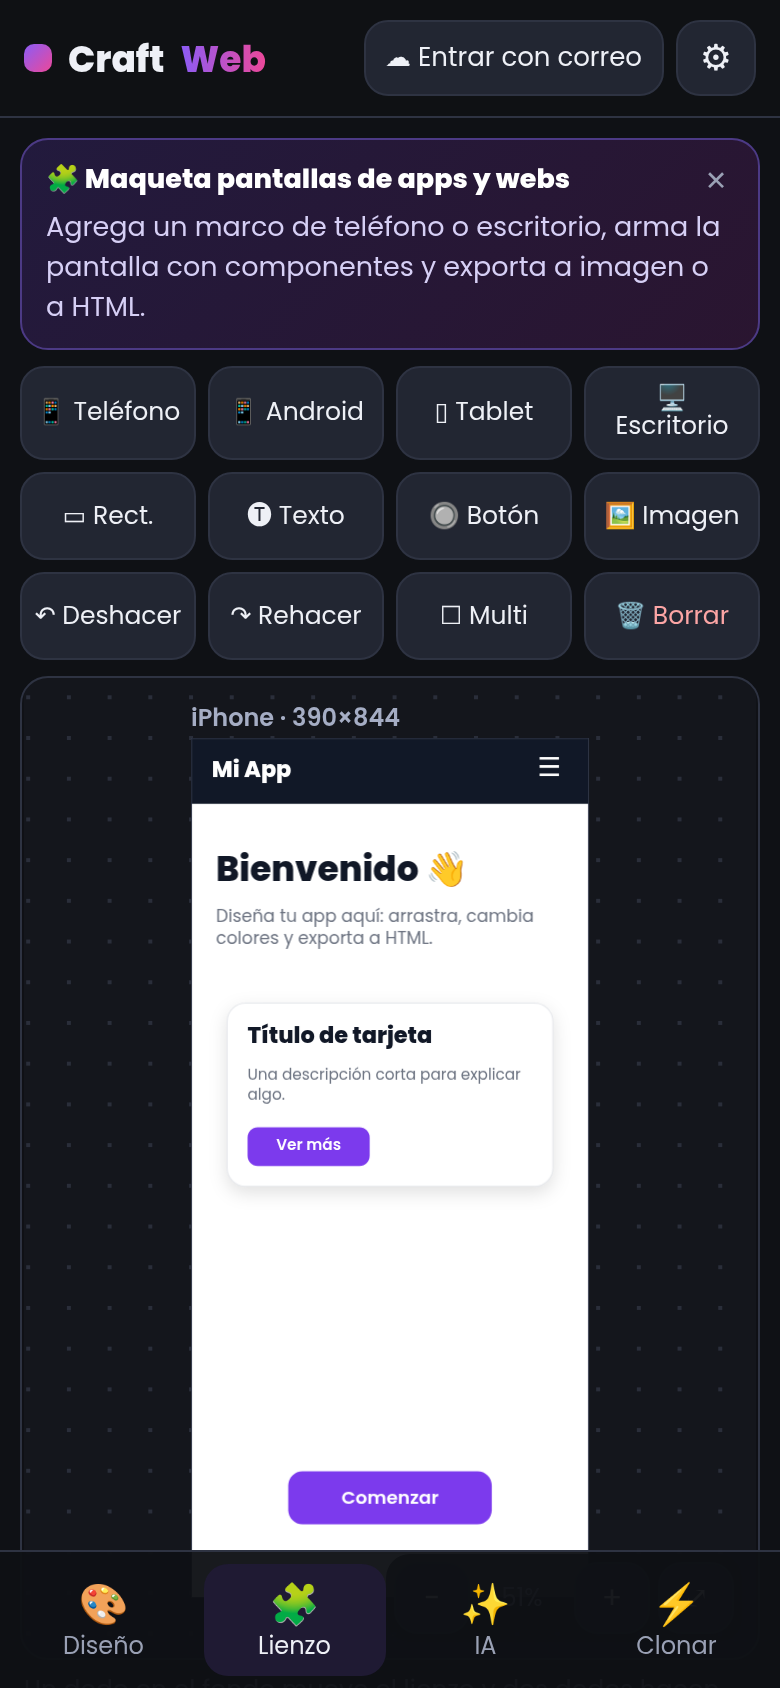 Craft Web
☁ Entrar con correo
⚙
🧩 Maqueta pantallas de apps y webs
✕
Agrega un marco de teléfono o escritorio, arma la
pantalla con componentes y exporta a imagen o
a HTML.
📱 Teléfono
📱 Android
▯ Tablet
🖥️ Escritorio
▭ Rect.
🅣 Texto
🔘 Botón
🖼️ Imagen
↶ Deshacer
↷ Rehacer
☐ Multi
🗑️ Borrar
iPhone · 390×844
Mi App
☰
Bienvenido 👋
Diseña tu app aquí: arrastra, cambia
colores y exporta a HTML.
Título de tarjeta
Una descripción corta para explicar
algo.
Ver más
Comenzar
🎨 Diseño
🧩 Lienzo
✨ IA
⚡ Clonar